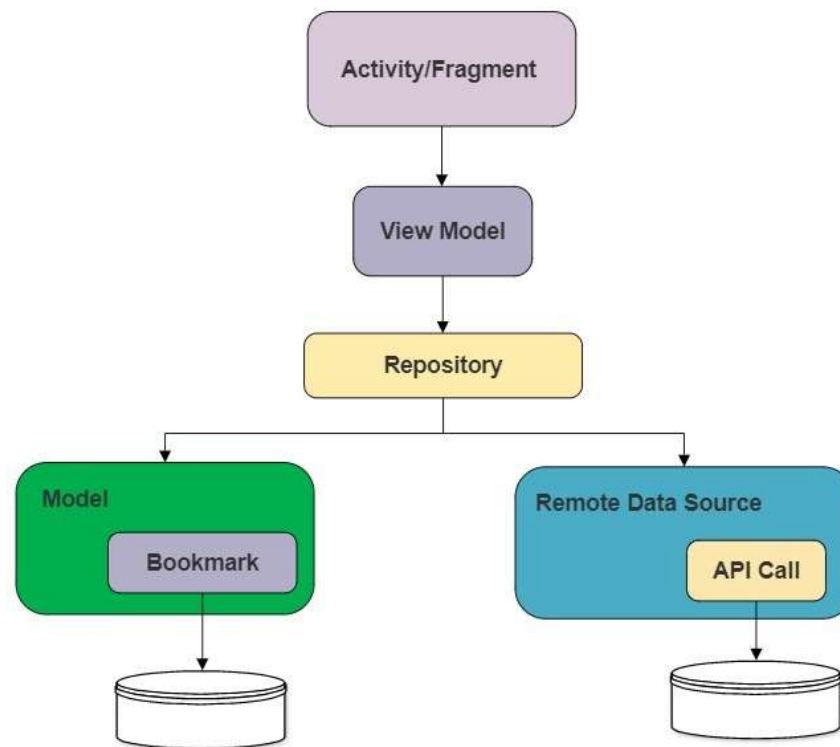 Activity/Fragment
View Model
Repository
Model
Bookmark
Remote Data Source
API Call